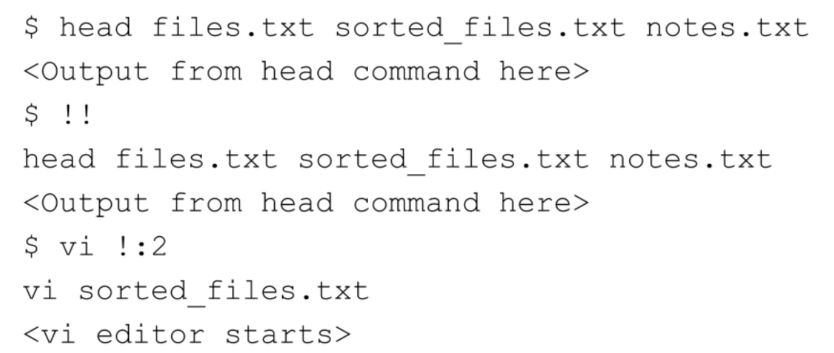 $ head files.txt sorted_files.txt notes.txt
<Output from head command here>
$ !!
head files.txt sorted_files.txt notes.txt
<Output from head command here>
$ vi !:2
vi sorted_files.txt
<vi editor starts>